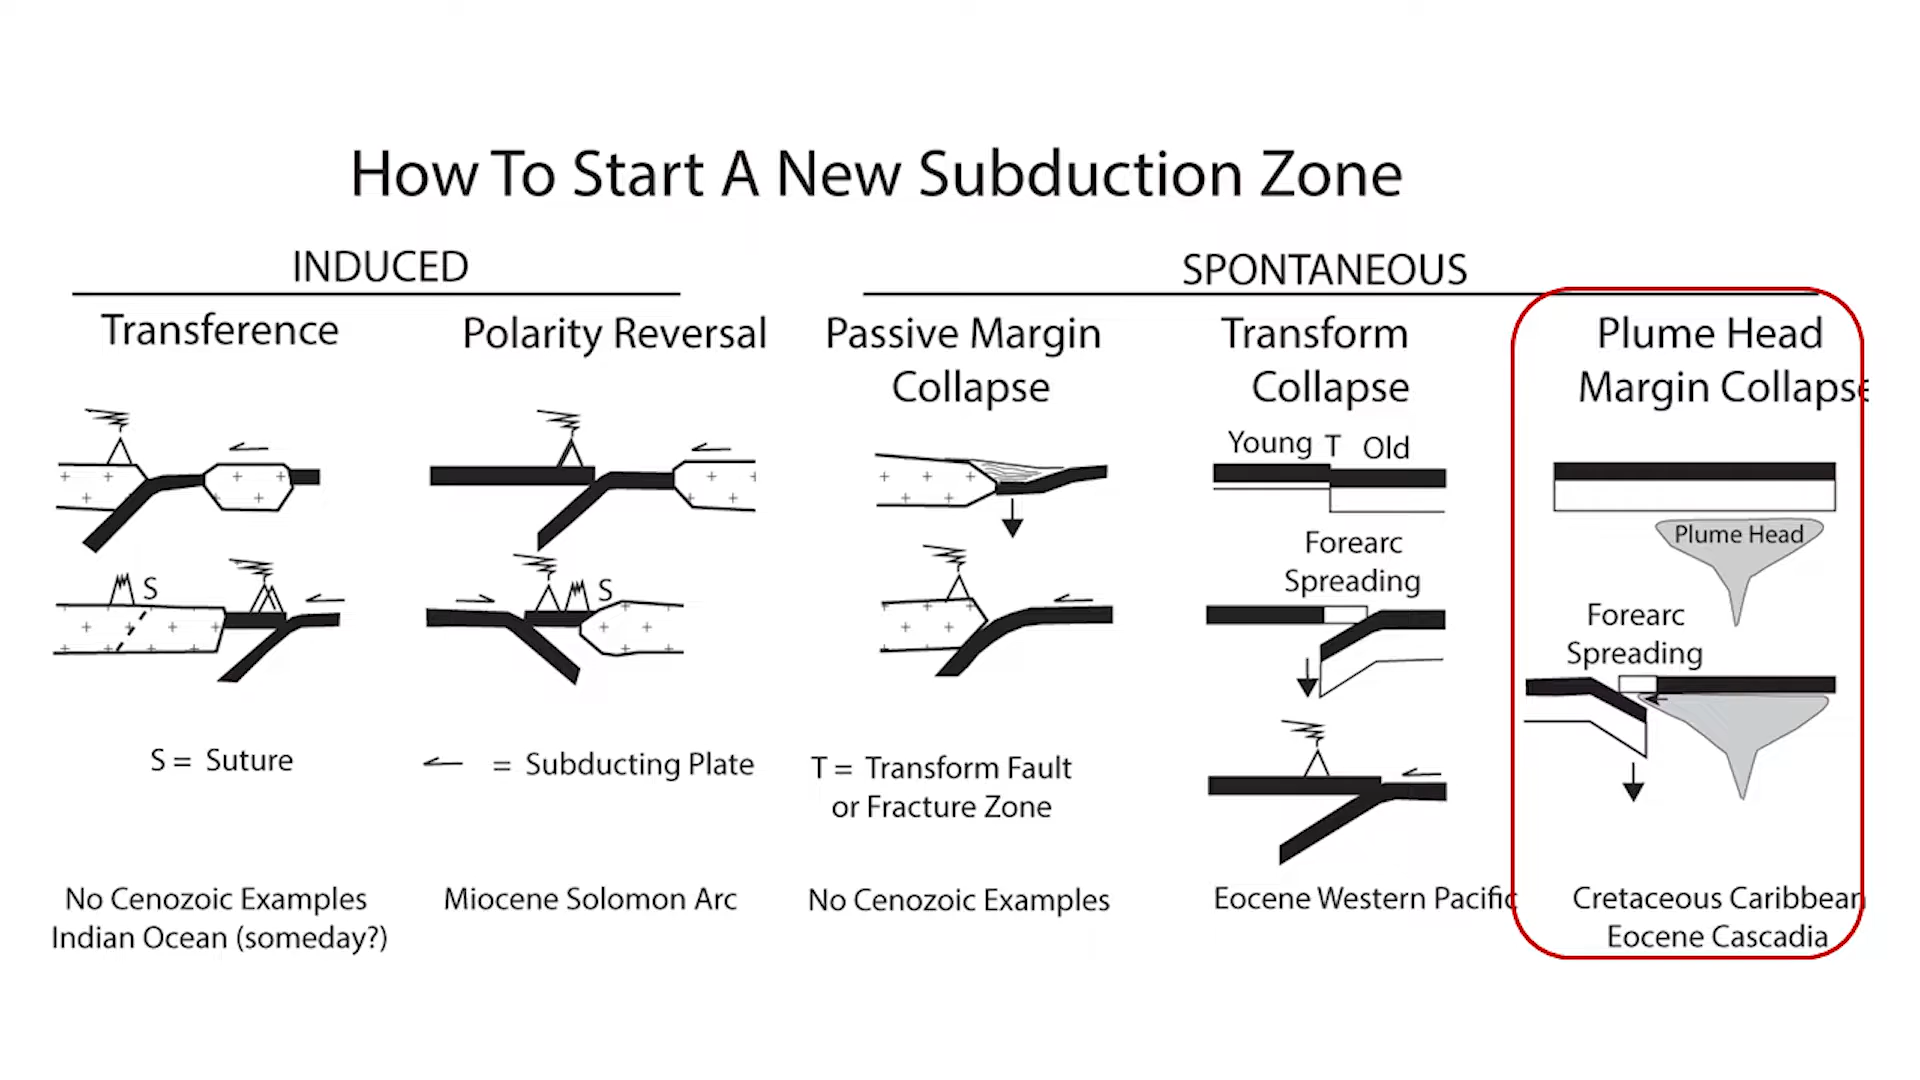 How To Start A New Subduction Zone
INDUCED
SPONTANEOUS
Transference
Polarity Reversal
Passive Margin
Collapse
Transform
Collapse
Plume Head
Margin Collapse
Young T Old
Plume Head
Forearc
Spreading
S
S
Forearc
Spreading
S = Suture
= Subducting Plate
T = Transform Fault
or Fracture Zone
No Cenozoic Examples
Indian Ocean (someday?)
Miocene Solomon Arc
No Cenozoic Examples
Eocene Western Pacific
Cretaceous Caribbean
Eocene Cascadia